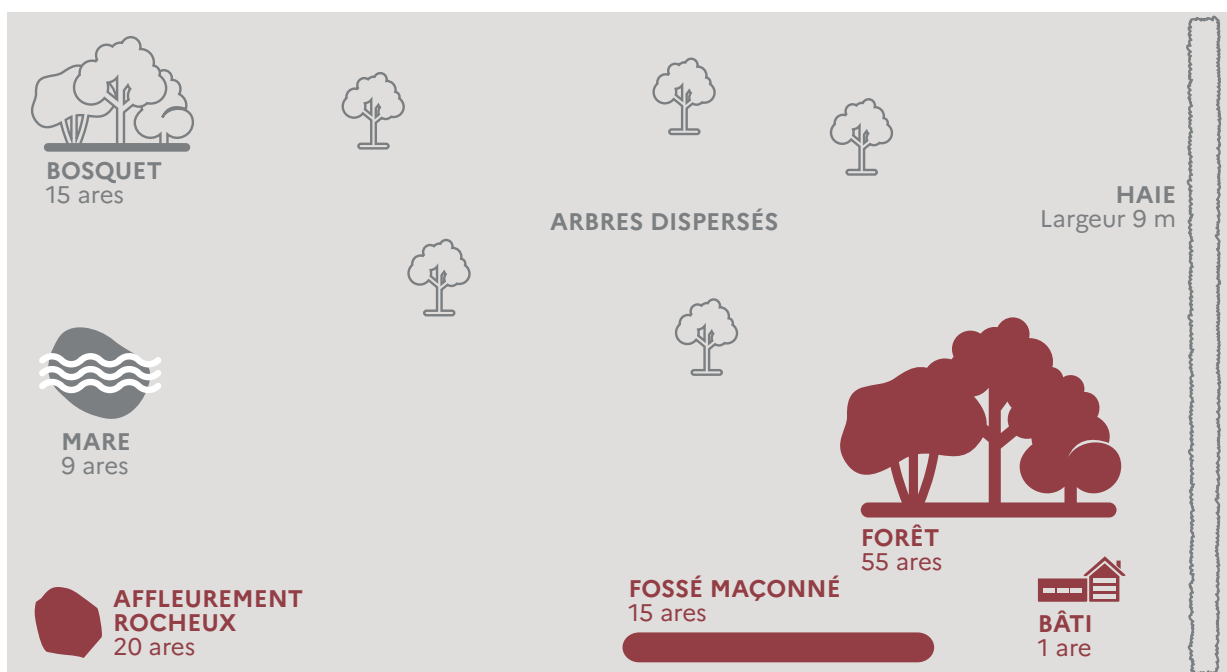 BOSQUET
15 ares
ARBRES DISPERSÉS
HAIE
Largeur 9 m
MARE
9 ares
FORÊT
55 ares
AFFLEUREMENT
ROCHEUX
20 ares
FOSSÉ MAÇONNÉ
15 ares
BÂTI
1 are